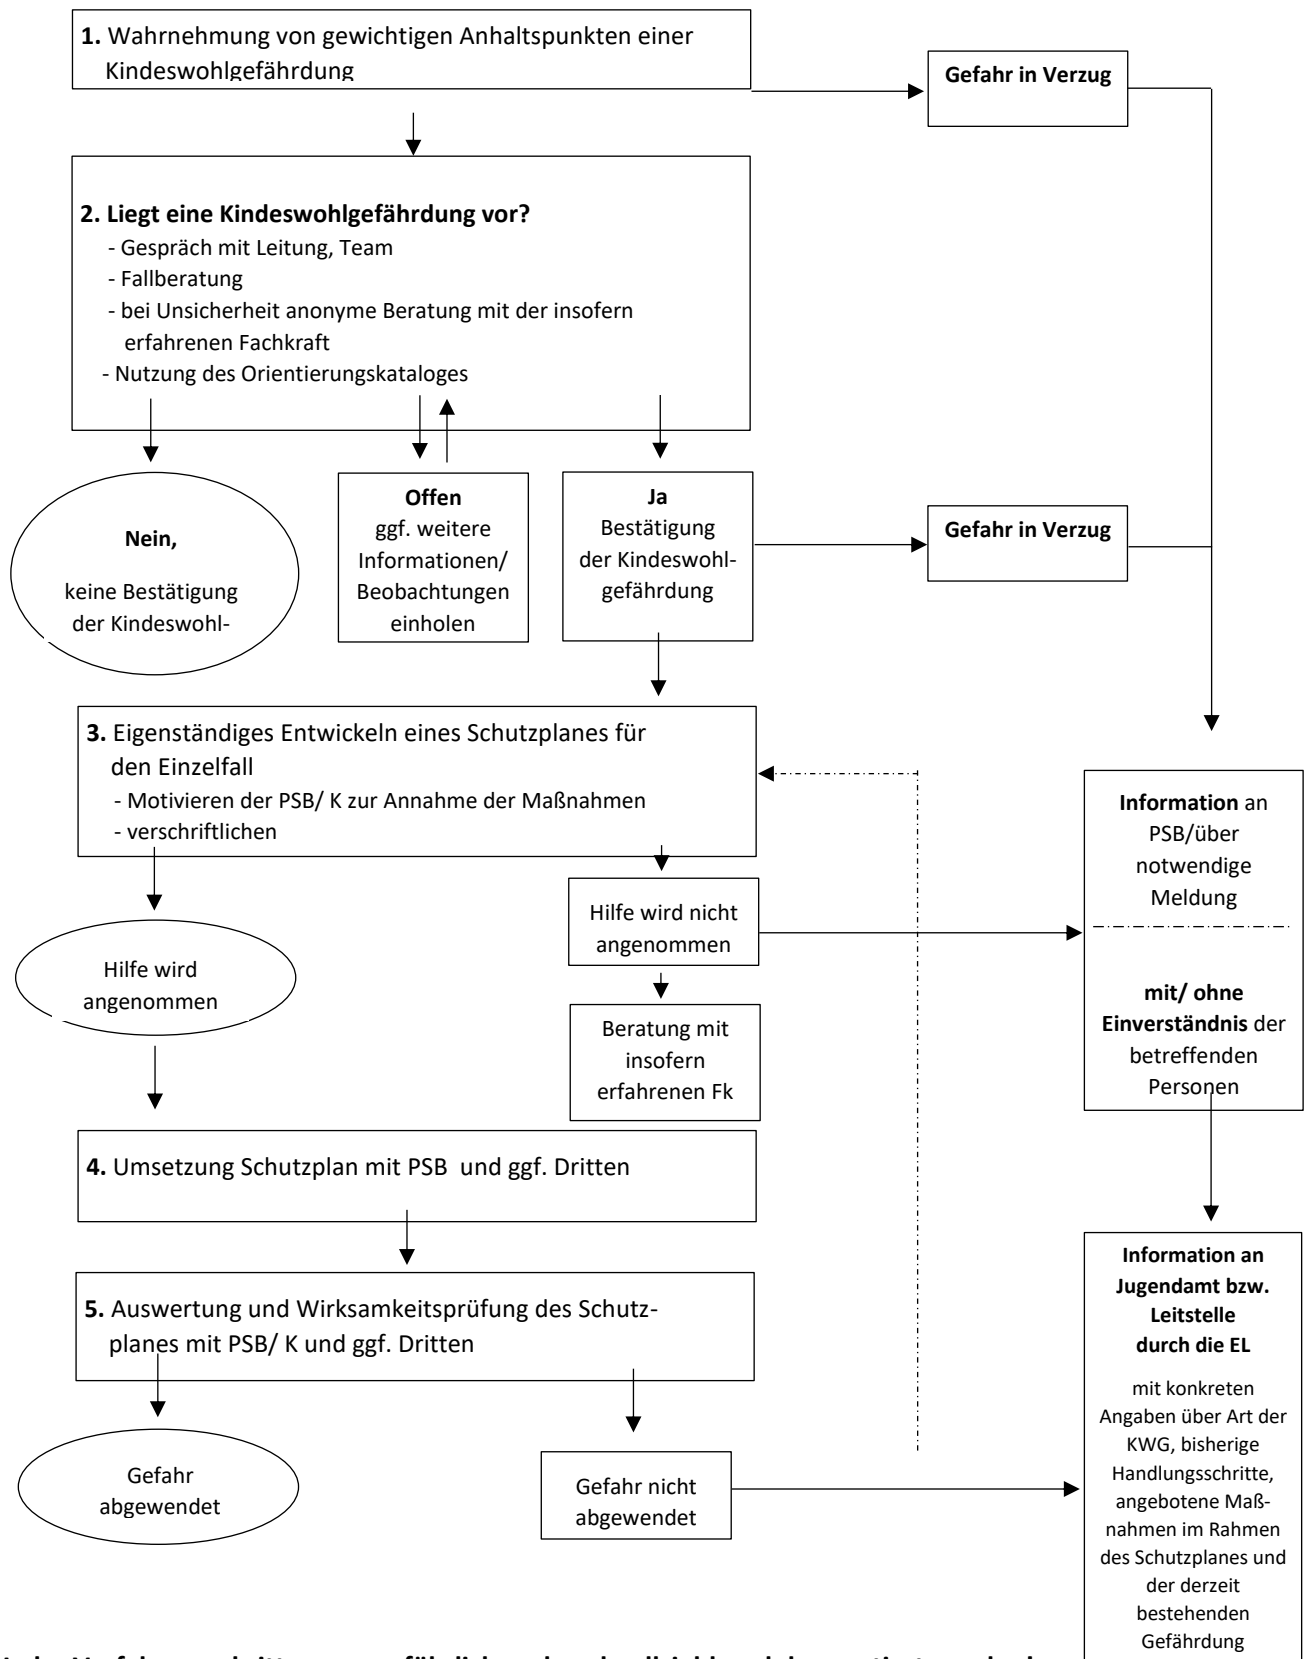 1. Wahrnehmung von gewichtigen Anhaltspunkten einer
Kindeswohlgefährdung
Gefahr in Verzug
2. Liegt eine Kindeswohlgefährdung vor?
- Gespräch mit Leitung, Team
- Fallberatung
- bei Unsicherheit anonyme Beratung mit der insofern
erfahrenen Fachkraft
- Nutzung des Orientierungskataloges
Nein,
keine Bestätigung
der Kindeswohl-
Offen
ggf. weitere
Informationen/
Beobachtungen
einholen
Ja
Bestätigung
der Kindeswohl-
gefährdung
Gefahr in Verzug
3. Eigenständiges Entwickeln eines Schutzplanes für
den Einzelfall
- Motivieren der PSB/ K zur Annahme der Maßnahmen
- verschriftlichen
Hilfe wird
angenommen
Hilfe wird nicht
angenommen
Beratung mit
insofern
erfahrenen Fk
Information an
PSB/über
notwendige
Meldung
mit/ ohne
Einverständnis der
betreffenden
Personen
4. Umsetzung Schutzplan mit PSB und ggf. Dritten
5. Auswertung und Wirksamkeitsprüfung des Schutz-
planes mit PSB/ K und ggf. Dritten
Gefahr
abgewendet
Gefahr nicht
abgewendet
Information an
Jugendamt bzw.
Leitstelle
durch die EL
mit konkreten
Angaben über Art der
KWG, bisherige
Handlungsschritte,
angebotene Maß-
nahmen im Rahmen
des Schutzplanes und
der derzeit
bestehenden
Gefährdung